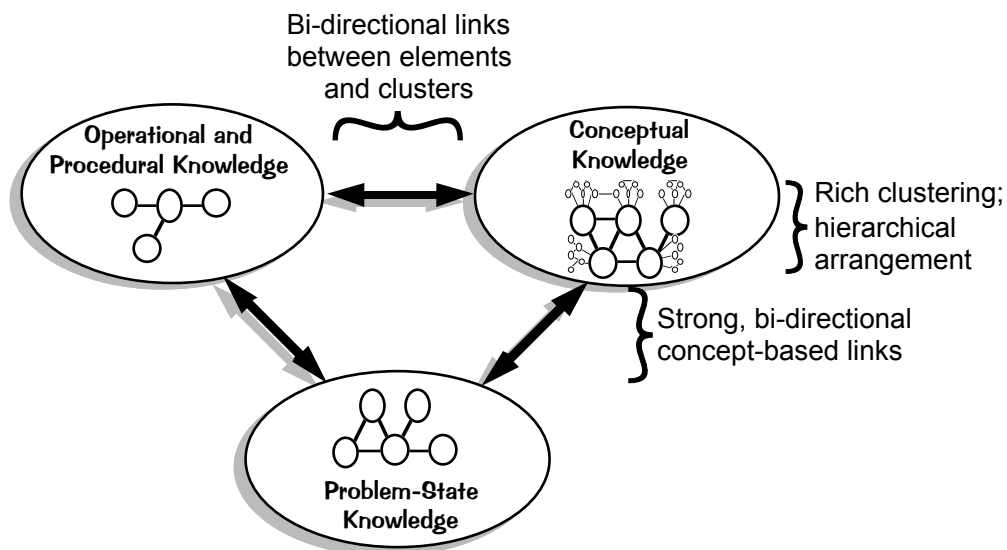 Bi-directional links
between elements
and clusters
Operational and
Procedural Knowledge
Conceptual
Knowledge
Rich clustering;
hierarchical
arrangement
Strong, bi-directional
concept-based links
Problem-State
Knowledge